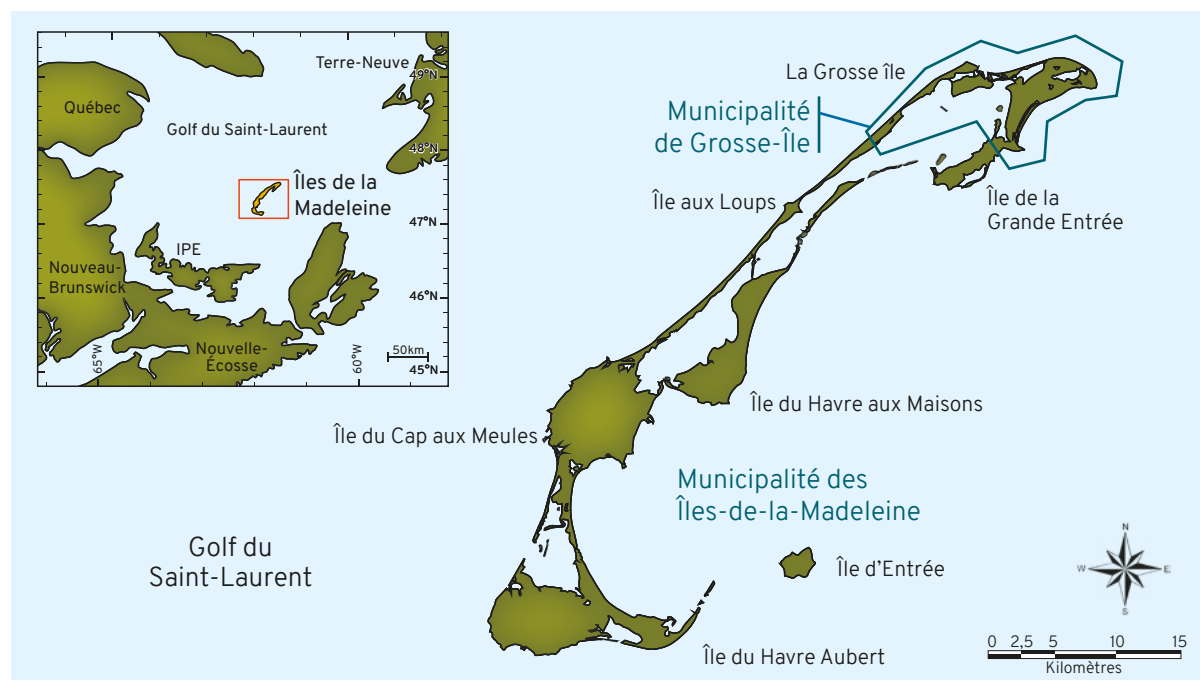 Terre-Neuve
49°N
Québec
Golf du Saint-Laurent
48°N
Îles de la
Madeleine
47°N
IPE
Nouveau-
Brunswick
46°N
Nouvelle-
Écosse
65°W
60°W
50km
45°N
La Grosse île
Municipalité
de Grosse-Île
Île aux Loups
Île de la
Grande Entrée
Île du Havre aux Maisons
Île du Cap aux Meules
Municipalité des
Îles-de-la-Madeleine
Golf du
Saint-Laurent
Île d'Entrée
Île du Havre Aubert
N
W E
S
0 2,5 5 10 15
Kilomètres